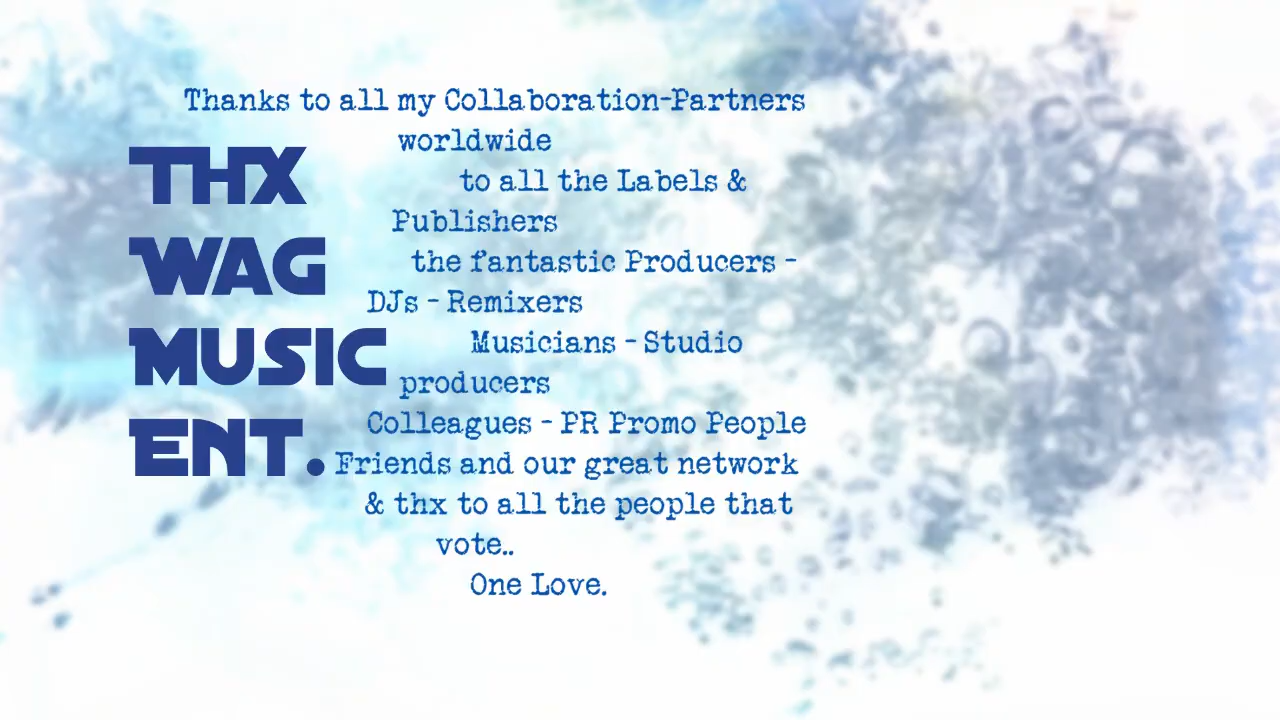 Thanks to all my Collaboration-Partners
worldwide
to all the Labels &
Publishers
the fantastic Producers -
DJs - Remixers
Musicians - Studio
producers
Colleagues - PR Promo People
Friends and our great network
& thx to all the people that
vote..
One Love.
THX
WAG
MUSIC
ENT.